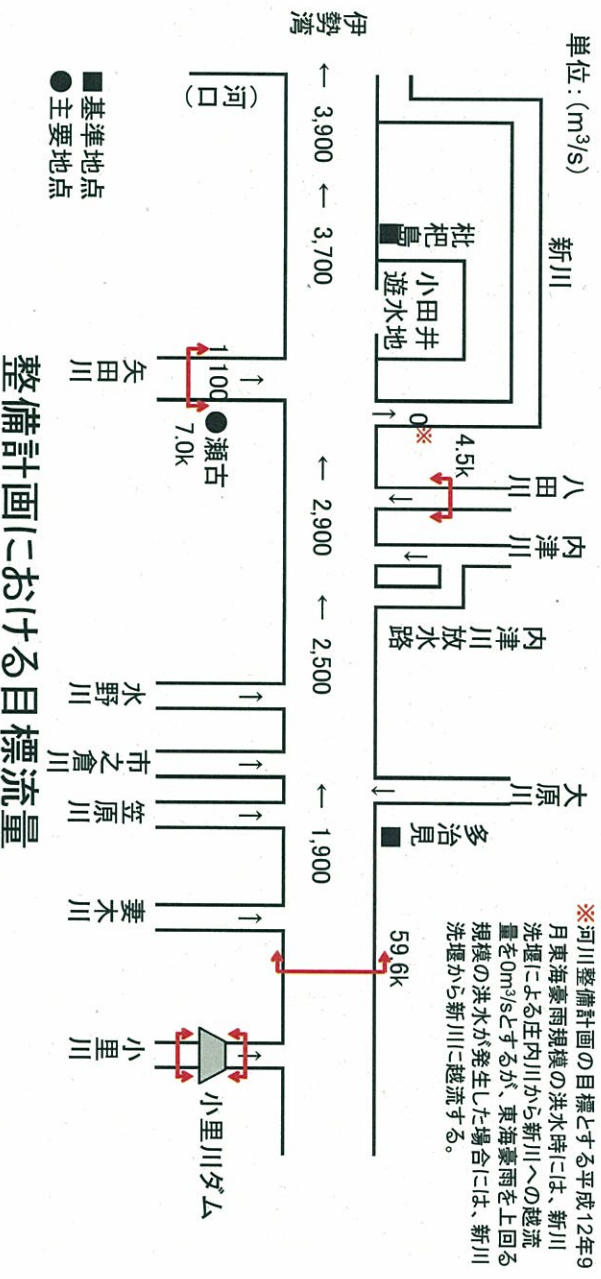 単位:(m³/s)
新川
八田川
内津川
内津川放水路
大原川
多治見
59.6k
※河川整備計画の目標とする平成12年9
月東海豪雨規模の洪水時には、新川
洗堰による庄内川から新川への越流
量を0m³/sとするが、東海豪雨を上回る
規模の洪水が発生した場合には、新川
洗堰から新川に越流する。
枇杷島
小田井
遊水地
0※
4.5k
伊勢湾
← 3,900
← 3,700
← 2,900
← 2,500
← 1,900
(河口)
1,100
瀬古
7.0k
矢田川
水野川
市之倉川
笠原川
妻木川
小里川
小里川ダム
■基準地点
●主要地点
整備計画における目標流量